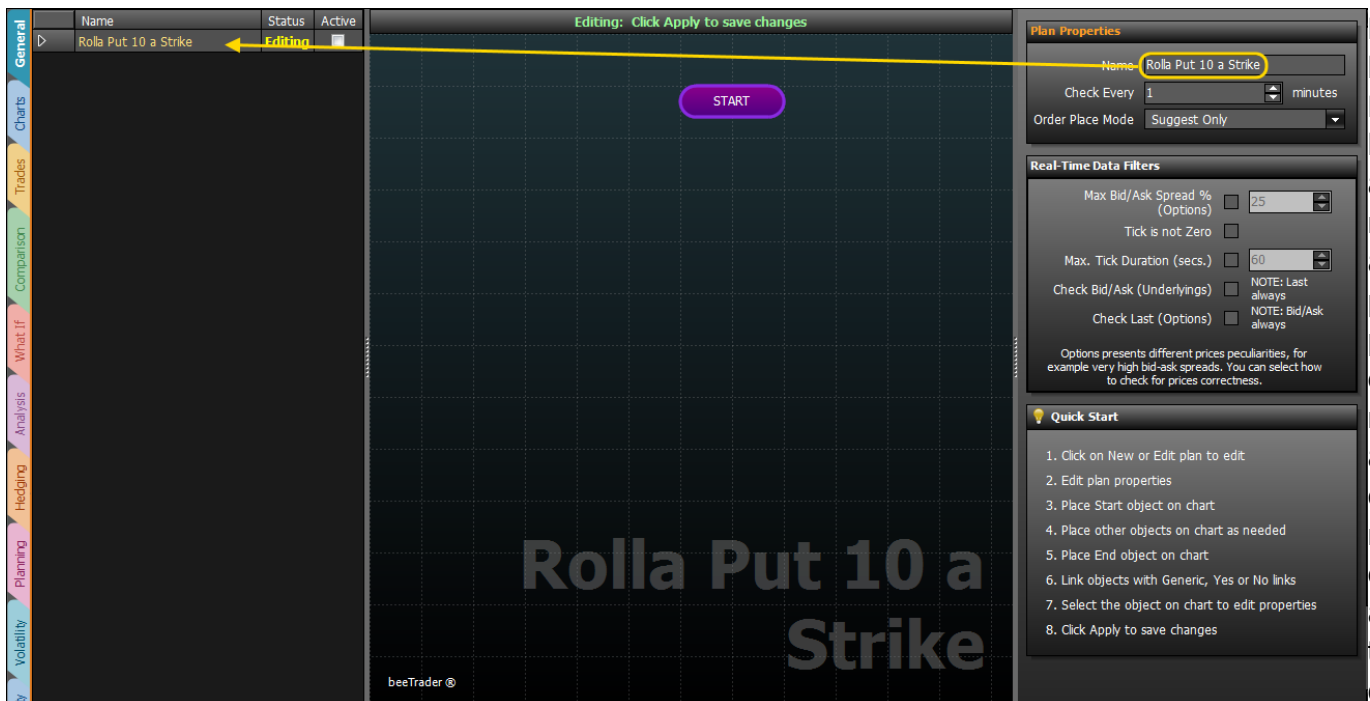 General
Charts
Trades
Comparison
What If
Analysis
Hedging
Planning
Volatility
Name Status Active
Rolla Put 10 a Strike Editing
Editing: Click Apply to save changes
START
Rolla Put 10 a
Strike
beeTrader ®
Plan Properties
Name Rolla Put 10 a Strike
Check Every 1 minutes
Order Place Mode Suggest Only
Real-Time Data Filters
Max Bid/Ask Spread %
(Options) 25
Tick is not Zero
Max. Tick Duration (secs.) 60
Check Bid/Ask (Underlyings) NOTE: Last
always
Check Last (Options) NOTE: Bid/Ask
always
Options presents different prices peculiarities, for
example very high bid-ask spreads. You can select how
to check for prices correctness.
Quick Start
1. Click on New or Edit plan to edit
2. Edit plan properties
3. Place Start object on chart
4. Place other objects on chart as needed
5. Place End object on chart
6. Link objects with Generic, Yes or No links
7. Select the object on chart to edit properties
8. Click Apply to save changes